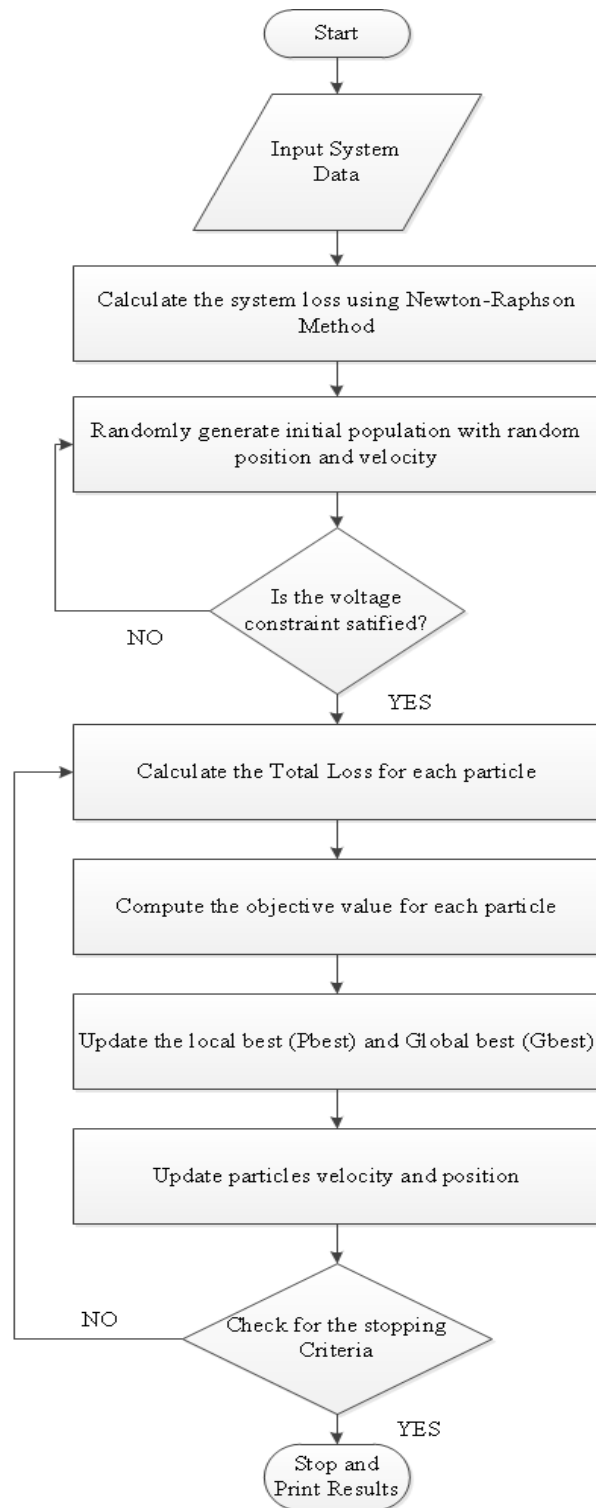 Start
Input System
Data
Calculate the system loss using Newton-Raphson
Method
Randomly generate initial population with random
position and velocity
Is the voltage
constraint satified?
NO
YES
Calculate the Total Loss for each particle
Compute the objective value for each particle
Update the local best (Pbest) and Global best (Gbest)
Update particles velocity and position
NO
Check for the stopping
Criteria
YES
Stop and
Print Results